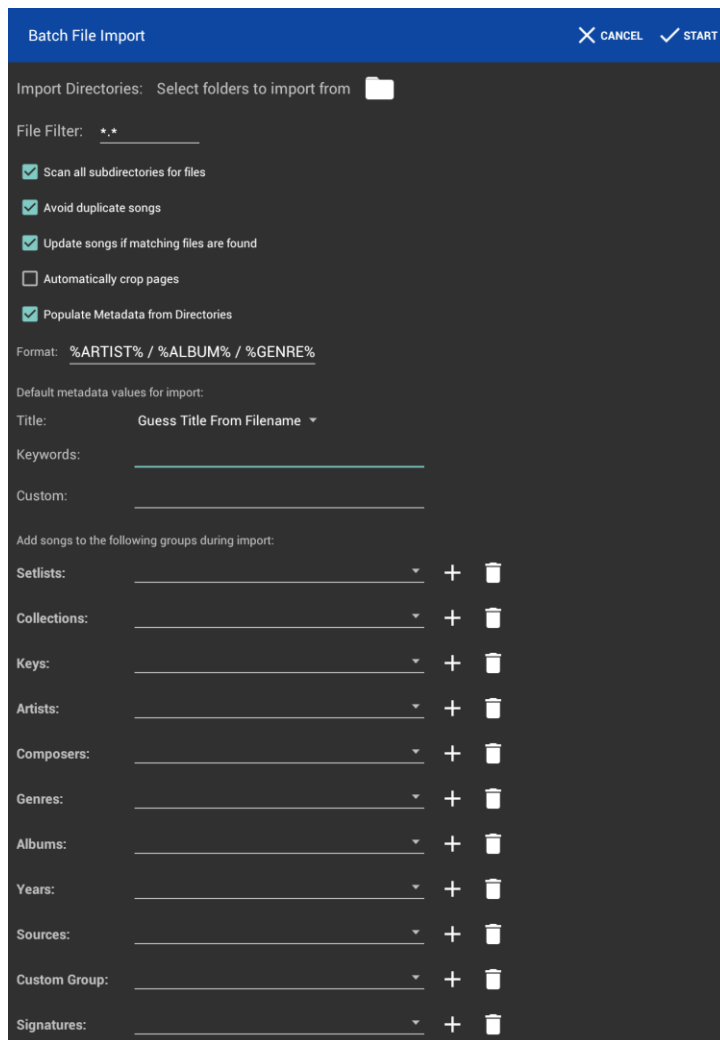 Batch File Import CANCEL START
Import Directories: Select folders to import from
File Filter: *.*
Scan all subdirectories for files
Avoid duplicate songs
Update songs if matching files are found
Automatically crop pages
Populate Metadata from Directories
Format: %ARTIST% / %ALBUM% / %GENRE%
Default metadata values for import:
Title: Guess Title From Filename
Keywords:
Custom:
Add songs to the following groups during import:
Setlists:
Collections:
Keys:
Artists:
Composers:
Genres:
Albums:
Years:
Sources:
Custom Group:
Signatures: